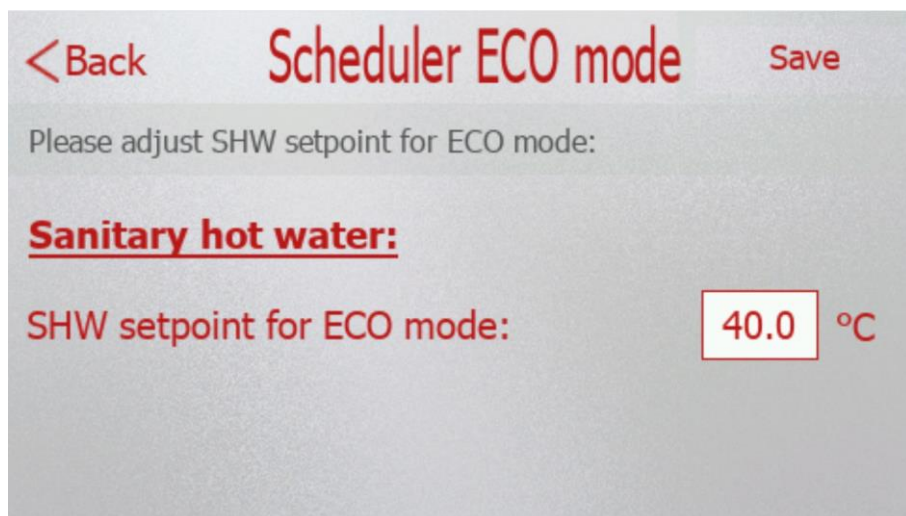 Back Scheduler ECO mode Save
Please adjust SHW setpoint for ECO mode:
Sanitary hot water:
SHW setpoint for ECO mode: 40.0 °C